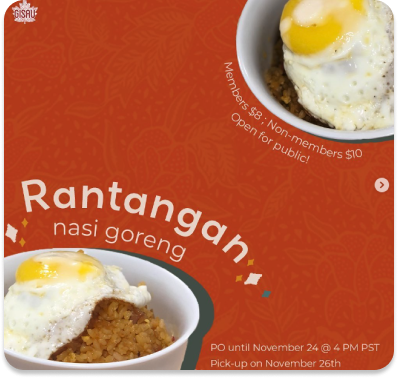 GISAU
Members $8 ; Non-members $10
Open for public!
Rantangan
nasi goreng
PO until November 24 @ 4 PM PST
Pick-up on November 26th